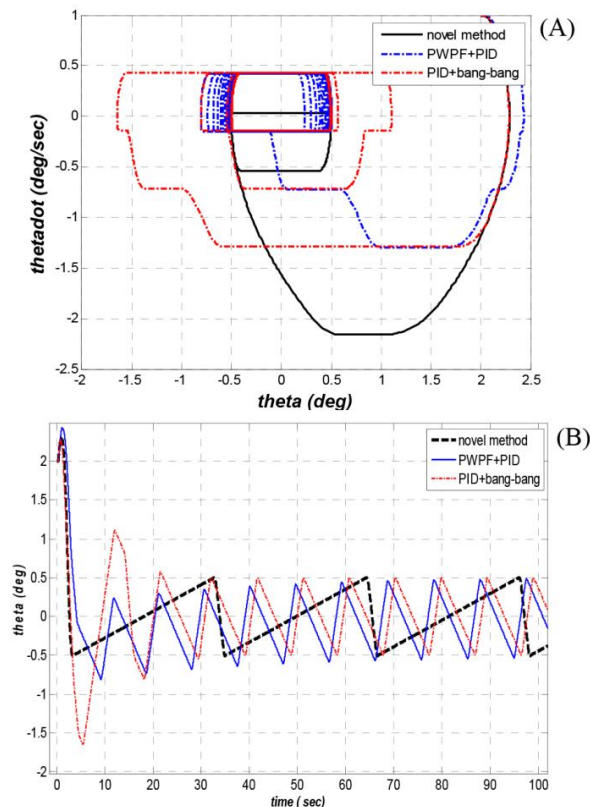 (A)
novel method
PWPF+PID
PID+bang-bang
thetadot (deg/sec)
1
0.5
0
-0.5
-1
-1.5
-2
-2.5
-2 -1.5 -1 -0.5 0 0.5 1 1.5 2 2.5
theta (deg)
(B)
novel method
PWPF+PID
PID+bang-bang
theta (deg)
2
1.5
1
0.5
0
-0.5
-1
-1.5
-2
0 10 20 30 40 50 60 70 80 90 100
time (sec)